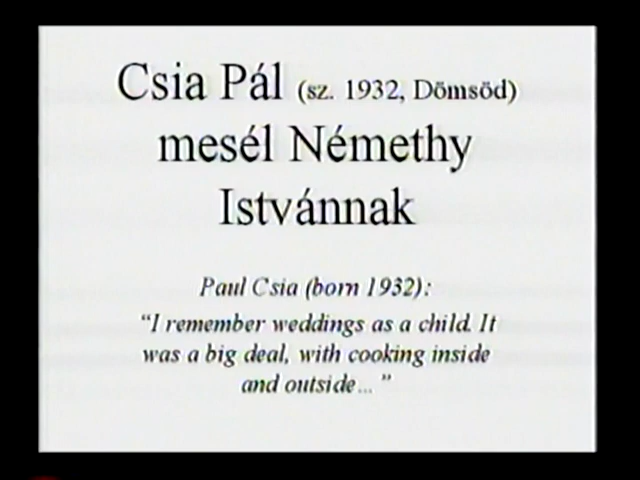 Csia Pál (sz. 1932, Dömsöd)
mesél Némethy
Istvánnak
Paul Csia (born 1932):
“I remember weddings as a child. It
was a big deal, with cooking inside
and outside... ”